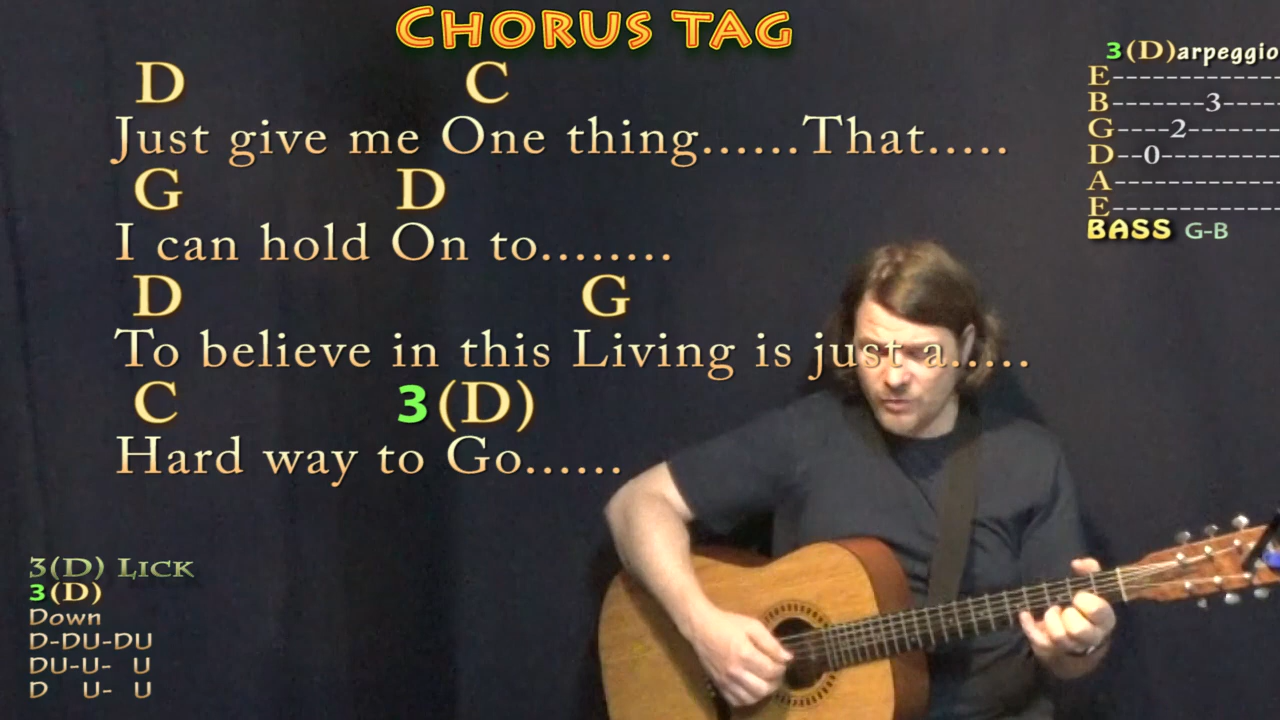 CHORUS TAG
D C
Just give me One thing......That.....
G D
I can hold On to........
D G
To believe in this Living is just a.....
C 3(D)
Hard way to Go......
3(D)arpeggio
E------------
B-------3-----
G----2-------
D--0---------
A------------
E------------
BASS G-B
3(D) LICK
3(D)
Down
D-DU-DU
DU-U- U
D U- U